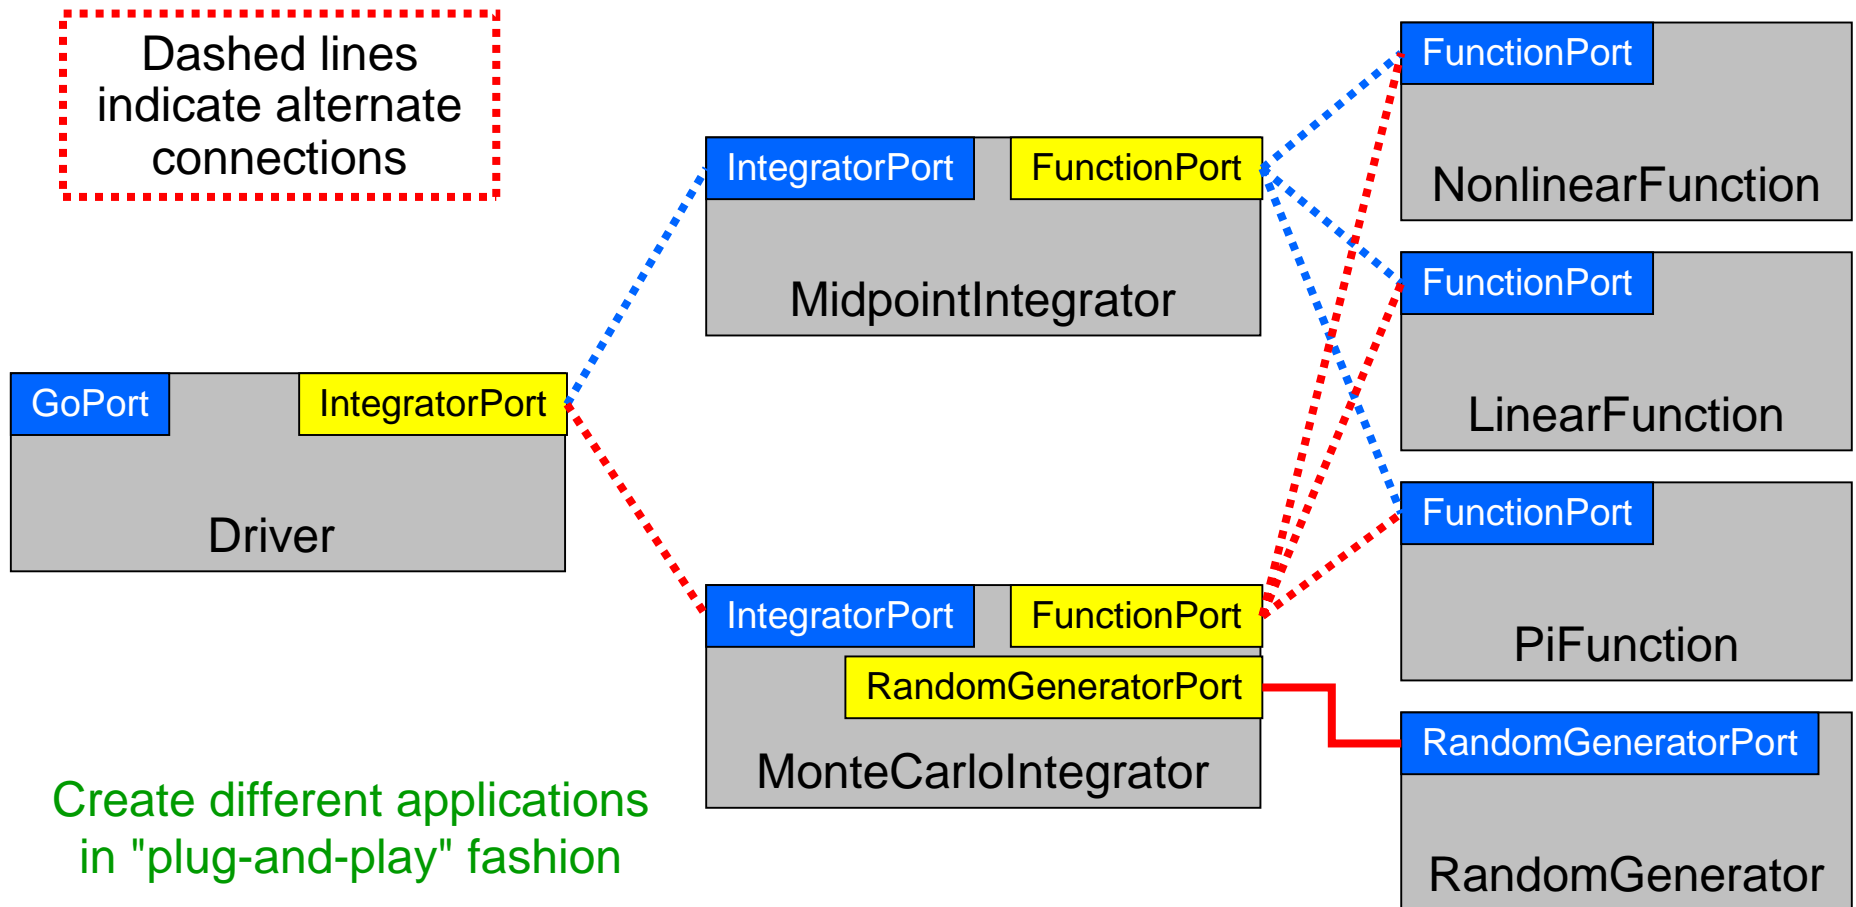 Dashed lines
indicate alternate
connections
GoPort
IntegratorPort
Driver
IntegratorPort
FunctionPort
MidpointIntegrator
IntegratorPort
FunctionPort
RandomGeneratorPort
MonteCarloIntegrator
FunctionPort
NonlinearFunction
FunctionPort
LinearFunction
FunctionPort
PiFunction
RandomGeneratorPort
RandomGenerator
Create different applications
in "plug-and-play" fashion